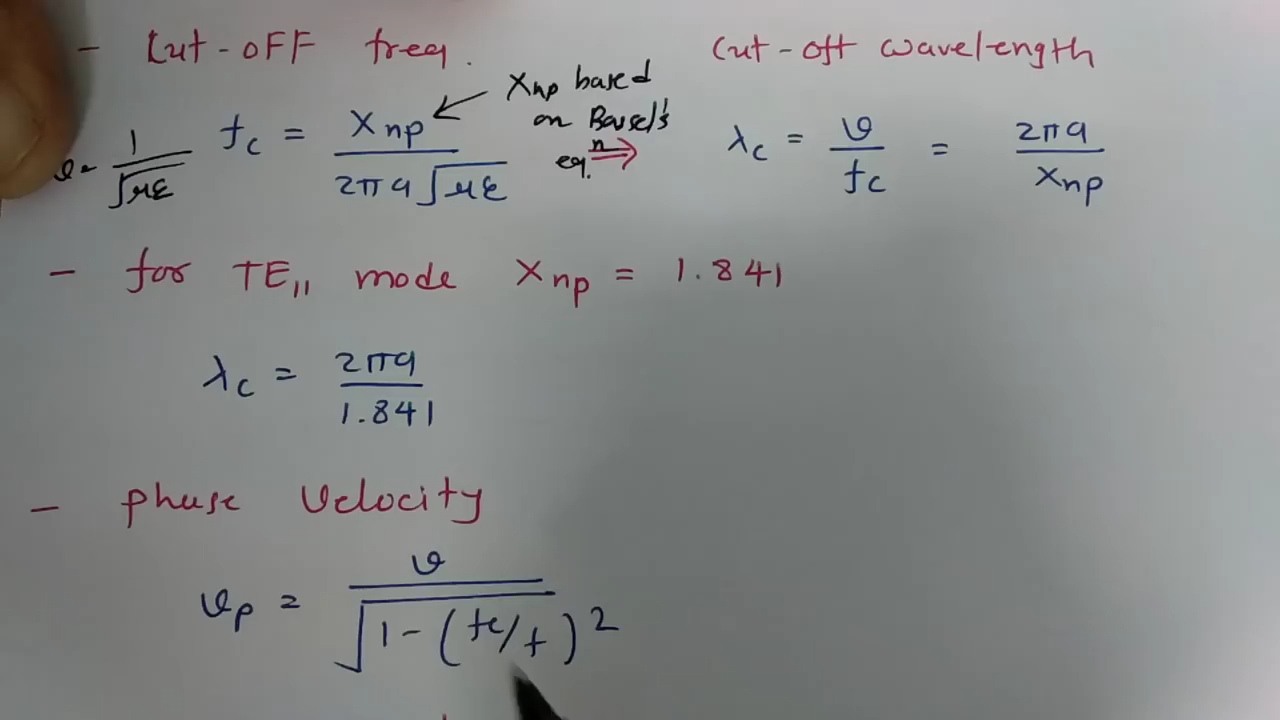 - Cut-OFF freq.
Cut-off wavelength
v = 1/√με
fc = Xnp / 2πa√με
Xnp based
on Bessel's
eq.n ⇒
λc = v/fc = 2πa/Xnp
- for TE₁₁ mode Xnp = 1.841
λc = 2πa/1.841
- phase velocity
vp = v/√1-(fc/f)²